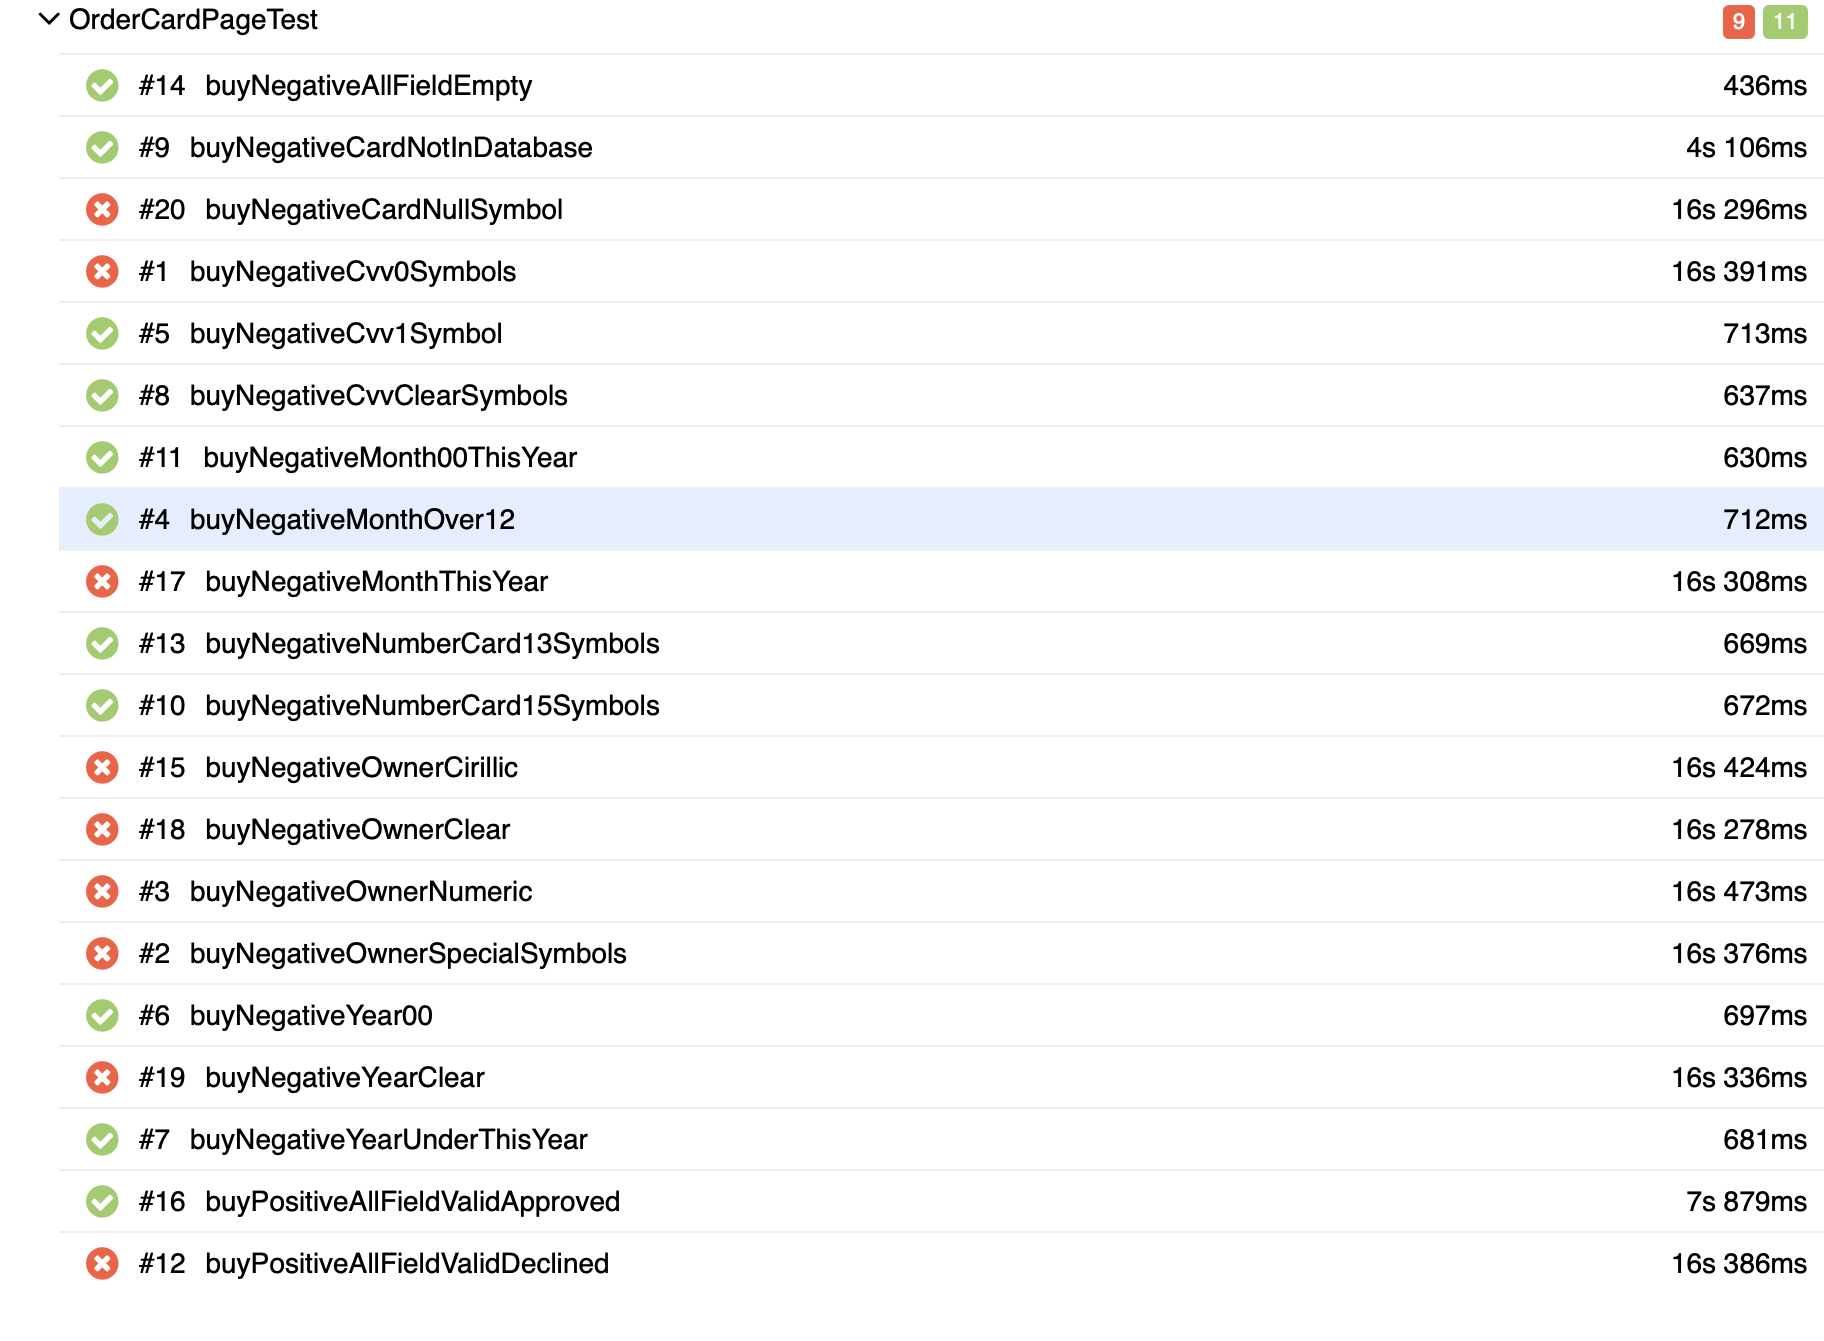 OrderCardPageTest 9 11
#14 buyNegativeAllFieldEmpty 436ms
#9 buyNegativeCardNotInDatabase 4s 106ms
#20 buyNegativeCardNullSymbol 16s 296ms
#1 buyNegativeCvv0Symbols 16s 391ms
#5 buyNegativeCvv1Symbol 713ms
#8 buyNegativeCvvClearSymbols 637ms
#11 buyNegativeMonth00ThisYear 630ms
#4 buyNegativeMonthOver12 712ms
#17 buyNegativeMonthThisYear 16s 308ms
#13 buyNegativeNumberCard13Symbols 669ms
#10 buyNegativeNumberCard15Symbols 672ms
#15 buyNegativeOwnerCirillic 16s 424ms
#18 buyNegativeOwnerClear 16s 278ms
#3 buyNegativeOwnerNumeric 16s 473ms
#2 buyNegativeOwnerSpecialSymbols 16s 376ms
#6 buyNegativeYear00 697ms
#19 buyNegativeYearClear 16s 336ms
#7 buyNegativeYearUnderThisYear 681ms
#16 buyPositiveAllFieldValidApproved 7s 879ms
#12 buyPositiveAllFieldValidDeclined 16s 386ms